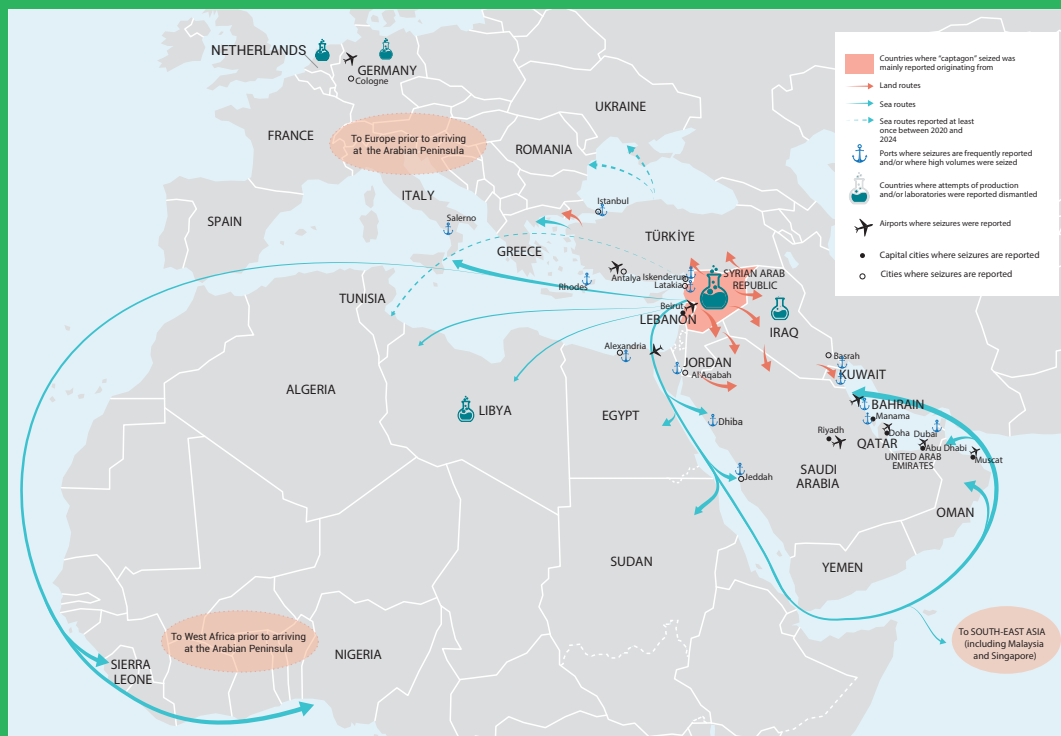 NETHERLANDS
GERMANY
Cologne
UKRAINE
FRANCE
To Europe prior to arriving
at the Arabian Peninsula
ROMANIA
ITALY
SPAIN
Salerno
Istanbul
GREECE
TÜRKİYE
Antalya
Iskenderun
Latakia
SYRIAN ARAB
REPUBLIC
Rhodes
TUNISIA
Beirut
LEBANON
IRAQ
Alexandria
JORDAN
Al'Aqabah
Basrah
KUWAIT
ALGERIA
LIBYA
EGYPT
Dhiba
BAHRAIN
Manama
Riyadh
Doha
Dubai
QATAR
Abu Dhabi
UNITED ARAB
EMIRATES
Muscat
SAUDI
ARABIA
Jeddah
OMAN
SUDAN
YEMEN
To West Africa prior to arriving
at the Arabian Peninsula
To SOUTH-EAST ASIA
(including Malaysia
and Singapore)
SIERRA
LEONE
NIGERIA
Countries where "captagon" seized was
mainly reported originating from
Land routes
Sea routes
Sea routes reported at least
once between 2020 and
2024
Ports where seizures are frequently reported
and/or where high volumes were seized
Countries where attempts of production
and/or laboratories were reported dismantled
Airports where seizures were reported
Capital cities where seizures are reported
Cities where seizures are reported